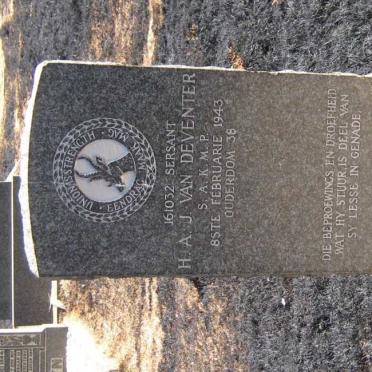 UNION IS STRENGTH
EENDRAG MAAK MAG
161032 SERSANT
H. A. J. VAN DEVENTER
S. A. K. M. P.
8STE FEBRUARIE 1943
OUDERDOM 38
DIE BEPROEWINGS EN DROEFHEID
WAT HY STUUR, IS DEEL VAN
SY LESSE IN GENADE